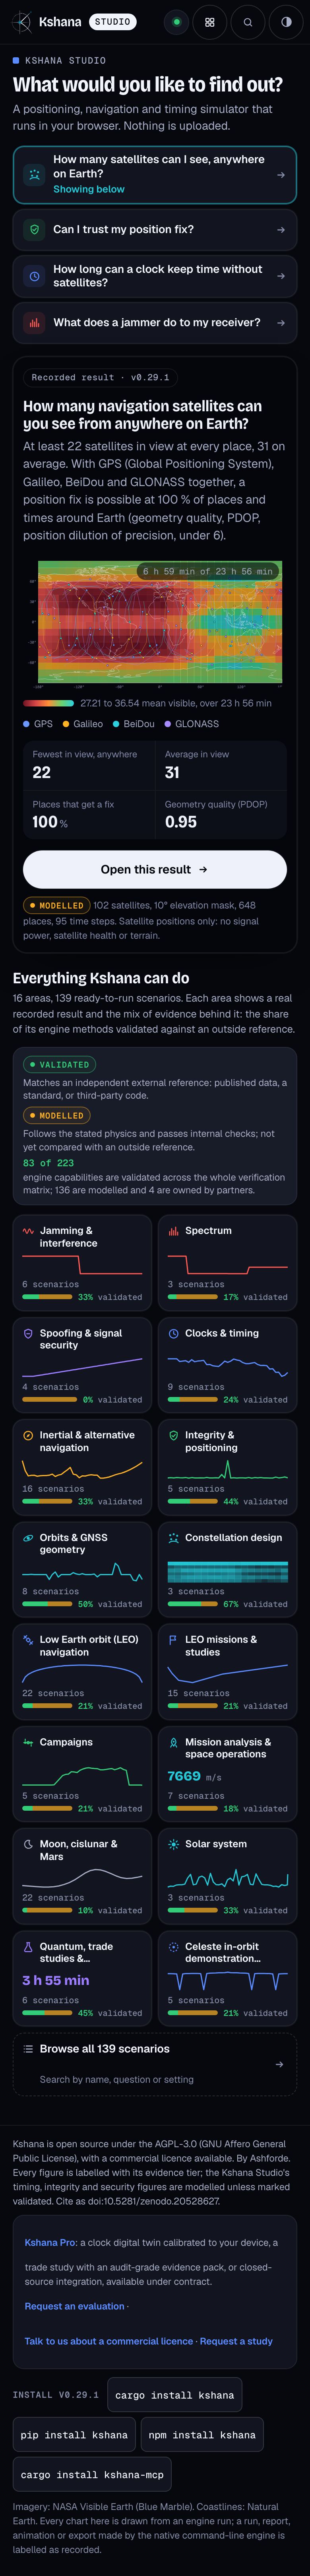 Kshana STUDIO
KSHANA STUDIO
What would you like to find out?
A positioning, navigation and timing simulator that
runs in your browser. Nothing is uploaded.
How many satellites can I see, anywhere
on Earth?
Showing below
Can I trust my position fix?
How long can a clock keep time without
satellites?
What does a jammer do to my receiver?
Recorded result · v0.29.1
How many navigation satellites can
you see from anywhere on Earth?
At least 22 satellites in view at every place, 31 on
average. With GPS (Global Positioning System),
Galileo, BeiDou and GLONASS together, a
position fix is possible at 100 % of places and
times around Earth (geometry quality, PDOP,
position dilution of precision, under 6).
6 h 59 min of 23 h 56 min
27.21 to 36.54 mean visible, over 23 h 56 min
GPS Galileo BeiDou GLONASS
Fewest in view, anywhere
22
Average in view
31
Places that get a fix
100 %
Geometry quality (PDOP)
0.95
Open this result →
MODELLED 102 satellites, 10° elevation mask, 648
places, 95 time steps. Satellite positions only: no signal
power, satellite health or terrain.
Everything Kshana can do
16 areas, 139 ready-to-run scenarios. Each area shows a real
recorded result and the mix of evidence behind it: the share
of its engine methods validated against an outside reference.
VALIDATED
Matches an independent external reference: published data, a
standard, or third-party code.
MODELLED
Follows the stated physics and passes internal checks; not
yet compared with an outside reference.
83 of 223
engine capabilities are validated across the whole verification
matrix; 136 are modelled and 4 are owned by partners.
Jamming &
interference
6 scenarios
33% validated
Spectrum
3 scenarios
17% validated
Spoofing & signal
security
4 scenarios
0% validated
Clocks & timing
9 scenarios
24% validated
Inertial & alternative
navigation
16 scenarios
33% validated
Integrity &
positioning
5 scenarios
44% validated
Orbits & GNSS
geometry
8 scenarios
50% validated
Constellation design
3 scenarios
67% validated
Low Earth orbit (LEO)
navigation
22 scenarios
21% validated
LEO missions &
studies
15 scenarios
21% validated
Campaigns
5 scenarios
21% validated
Mission analysis &
space operations
7669 m/s
7 scenarios
18% validated
Moon, cislunar &
Mars
22 scenarios
10% validated
Solar system
3 scenarios
33% validated
Quantum, trade
studies &...
3 h 55 min
6 scenarios
45% validated
Celeste in-orbit
demonstration...
5 scenarios
21% validated
Browse all 139 scenarios
Search by name, question or setting
Kshana is open source under the AGPL-3.0 (GNU Affero General
Public License), with a commercial licence available. By Ashforde.
Every figure is labelled with its evidence tier; the Kshana Studio's
timing, integrity and security figures are modelled unless marked
validated. Cite as doi:10.5281/zenodo.20528627.
Kshana Pro: a clock digital twin calibrated to your device, a
trade study with an audit-grade evidence pack, or closed-
source integration, available under contract.
Request an evaluation ·
Talk to us about a commercial licence · Request a study
INSTALL V0.29.1 cargo install kshana
pip install kshana npm install kshana
cargo install kshana-mcp
Imagery: NASA Visible Earth (Blue Marble). Coastlines: Natural
Earth. Every chart here is drawn from an engine run; a run, report,
animation or export made by the native command-line engine is
labelled as recorded.